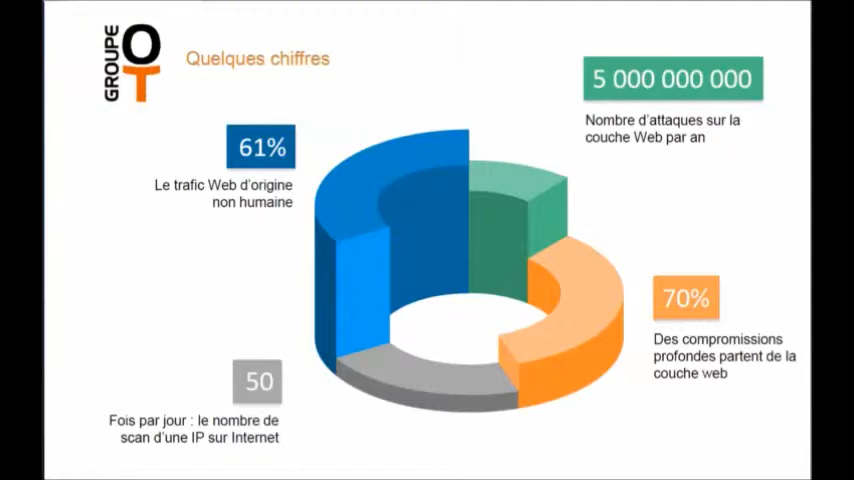 GROUPE
OT
Quelques chiffres
5 000 000 000
Nombre d'attaques sur la
couche Web par an
61%
Le trafic Web d'origine
non humaine
70%
Des compromissions
profondes partent de la
couche web
50
Fois par jour : le nombre de
scan d'une IP sur Internet